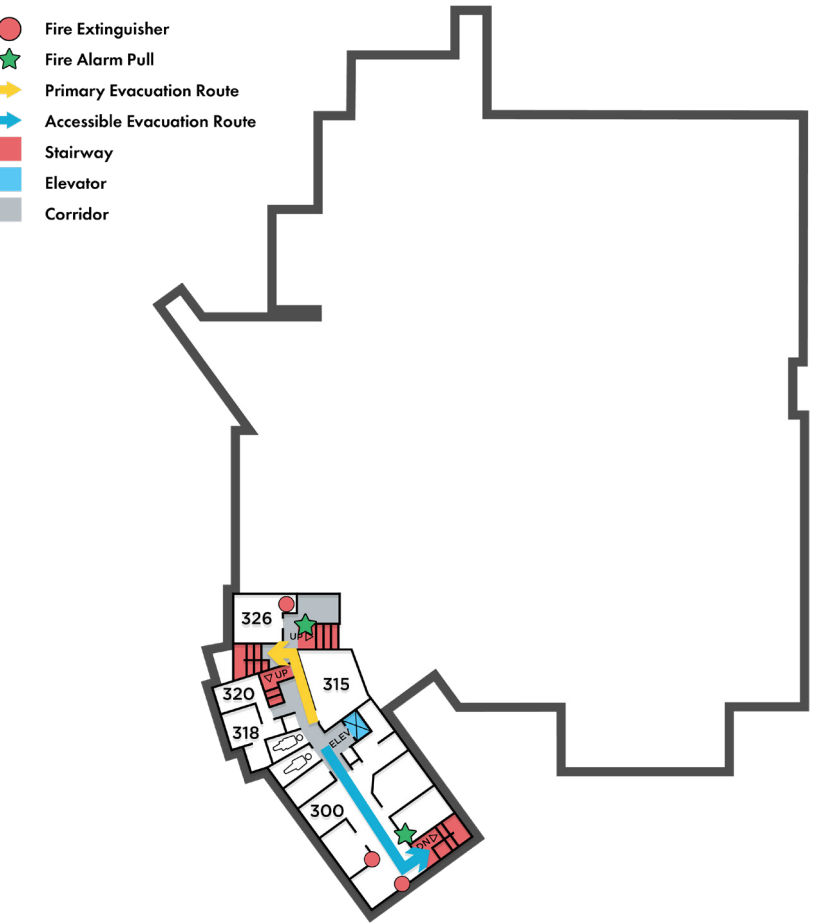 Fire Extinguisher
Fire Alarm Pull
Primary Evacuation Route
Accessible Evacuation Route
Stairway
Elevator
Corridor
326
UP
UP
315
320
318
ELEV
300
DN